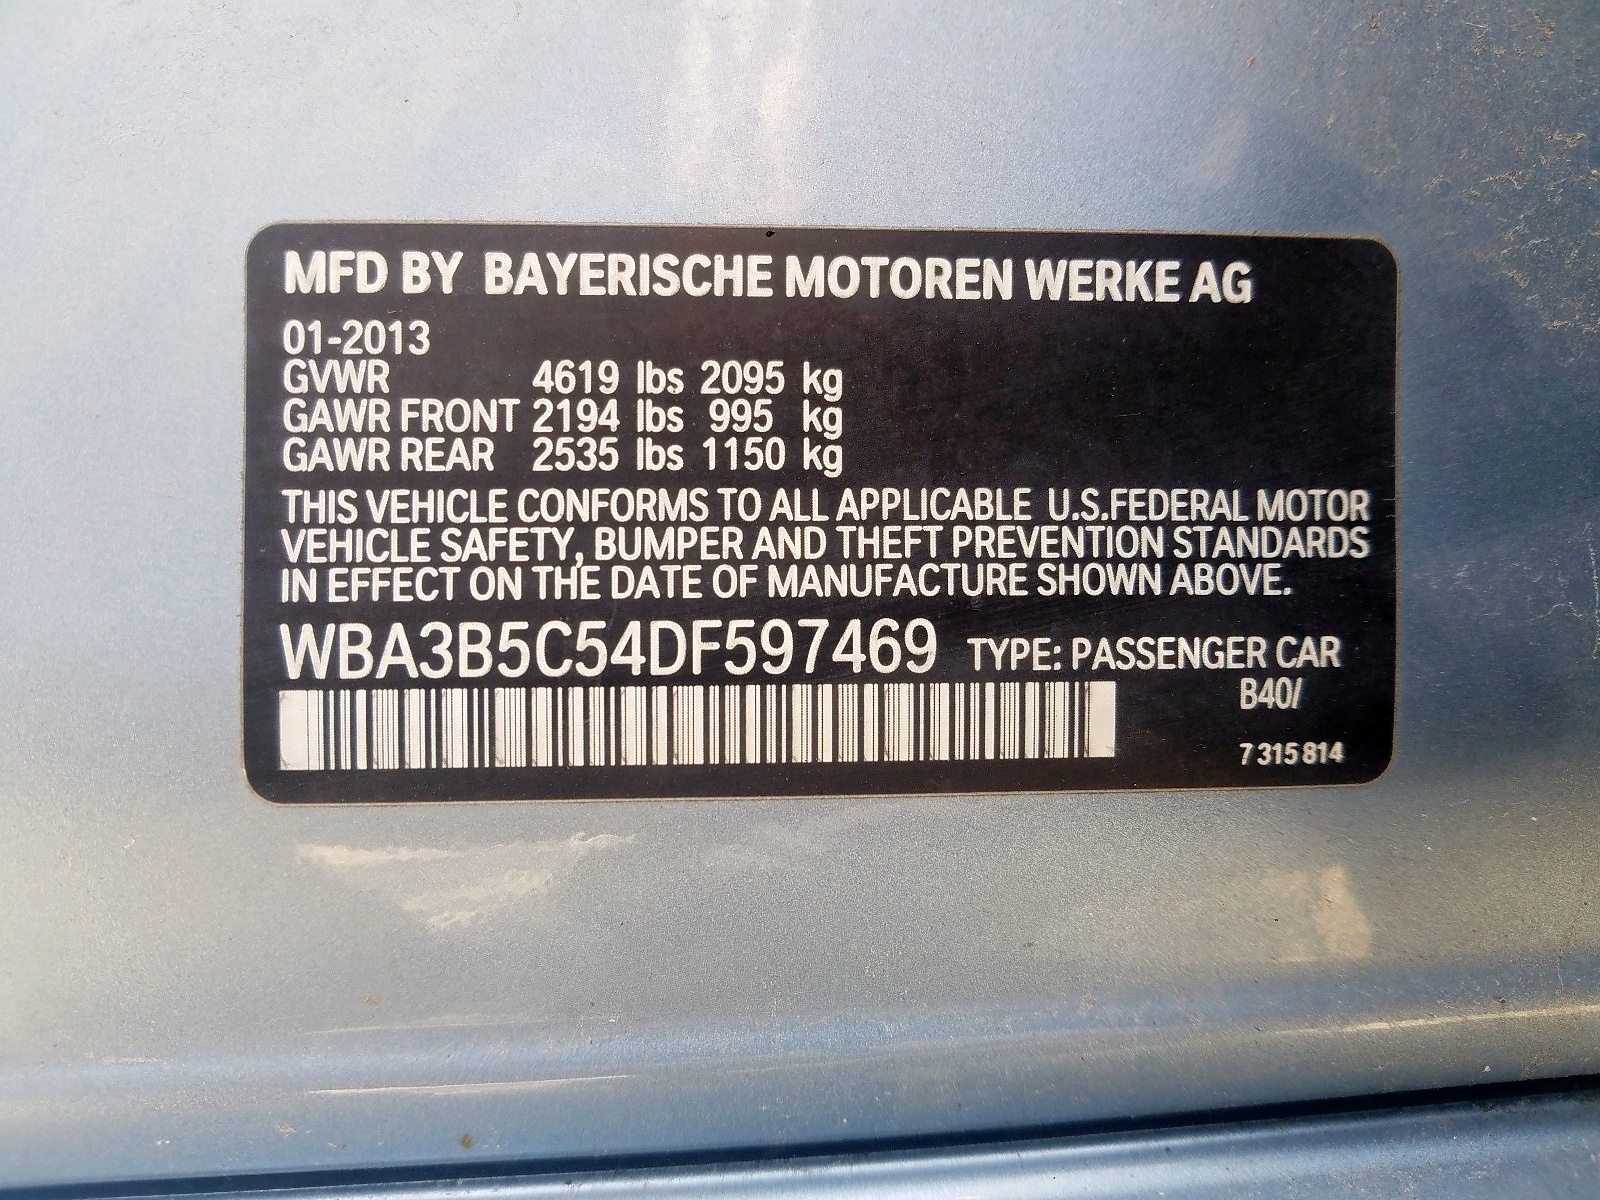 MFD BY BAYERISCHE MOTOREN WERKE AG
01-2013
GVWR 4619 lbs 2095 kg
GAWR FRONT 2194 lbs 995 kg
GAWR REAR 2535 lbs 1150 kg
THIS VEHICLE CONFORMS TO ALL APPLICABLE U.S.FEDERAL MOTOR
VEHICLE SAFETY, BUMPER AND THEFT PREVENTION STANDARDS
IN EFFECT ON THE DATE OF MANUFACTURE SHOWN ABOVE.
WBA3B5C54DF597469 TYPE: PASSENGER CAR
B40/
7 315 814